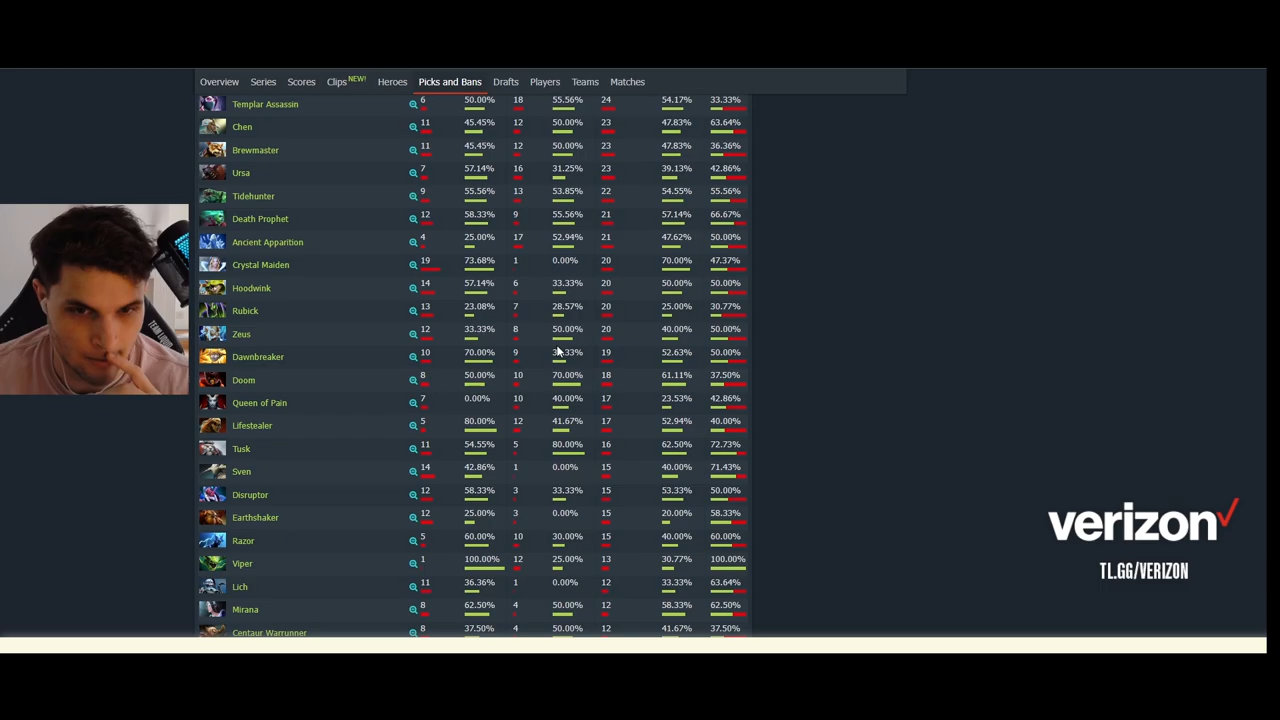 Overview Series Scores Clips NEW! Heroes Picks and Bans Drafts Players Teams Matches
Templar Assassin 6 50.00% 18 55.56% 24 54.17% 33.33%
Chen 11 45.45% 12 50.00% 23 47.83% 63.64%
Brewmaster 11 45.45% 12 50.00% 23 47.83% 36.36%
Ursa 7 57.14% 16 31.25% 23 39.13% 42.86%
Tidehunter 9 55.56% 13 53.85% 22 54.55% 55.56%
Death Prophet 12 58.33% 9 55.56% 21 57.14% 66.67%
Ancient Apparition 4 25.00% 17 52.94% 21 47.62% 50.00%
Crystal Maiden 19 73.68% 1 0.00% 20 70.00% 47.37%
Hoodwink 14 57.14% 6 33.33% 20 50.00% 50.00%
Rubick 13 23.08% 7 28.57% 20 25.00% 30.77%
Zeus 12 33.33% 8 50.00% 20 40.00% 50.00%
Dawnbreaker 10 70.00% 9 19 52.63% 50.00%
Doom 8 50.00% 10 70.00% 18 61.11% 37.50%
Queen of Pain 7 0.00% 10 40.00% 17 23.53% 42.86%
Lifestealer 5 80.00% 12 41.67% 17 52.94% 40.00%
Tusk 11 54.55% 5 80.00% 16 62.50% 72.73%
Sven 14 42.86% 1 0.00% 15 40.00% 71.43%
Disruptor 12 58.33% 3 33.33% 15 53.33% 50.00%
Earthshaker 12 25.00% 3 0.00% 15 20.00% 58.33%
Razor 5 60.00% 10 30.00% 15 40.00% 60.00%
Viper 1 100.00% 12 25.00% 13 30.77% 100.00%
Lich 11 36.36% 1 0.00% 12 33.33% 63.64%
Mirana 8 62.50% 4 50.00% 12 58.33% 62.50%
Centaur Warrunner 8 37.50% 4 50.00% 12 41.67% 37.50%
verizon
TL.GG/VERIZON